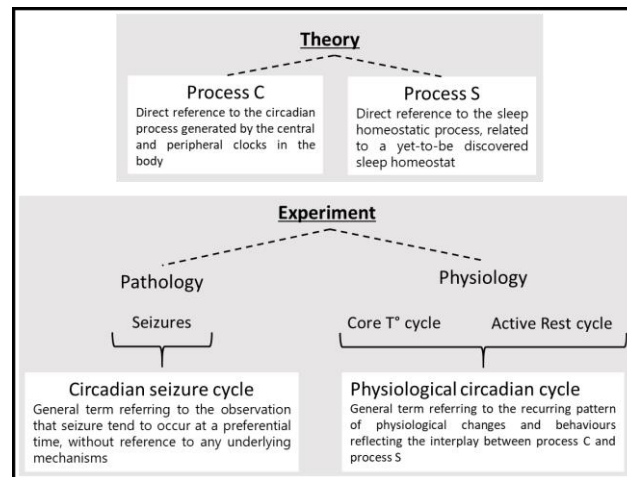 Theory
Process C
Direct reference to the circadian
process generated by the central
and peripheral clocks in the
body
Process S
Direct reference to the sleep
homeostatic process, related
to a yet-to-be discovered
sleep homeostat
Experiment
Pathology
Physiology
Seizures
Core T° cycle
Active Rest cycle
Circadian seizure cycle
General term referring to the observation
that seizure tend to occur at a preferential
time, without reference to any underlying
mechanisms
Physiological circadian cycle
General term referring to the recurring pattern
of physiological changes and behaviours
reflecting the interplay between process C and
process S